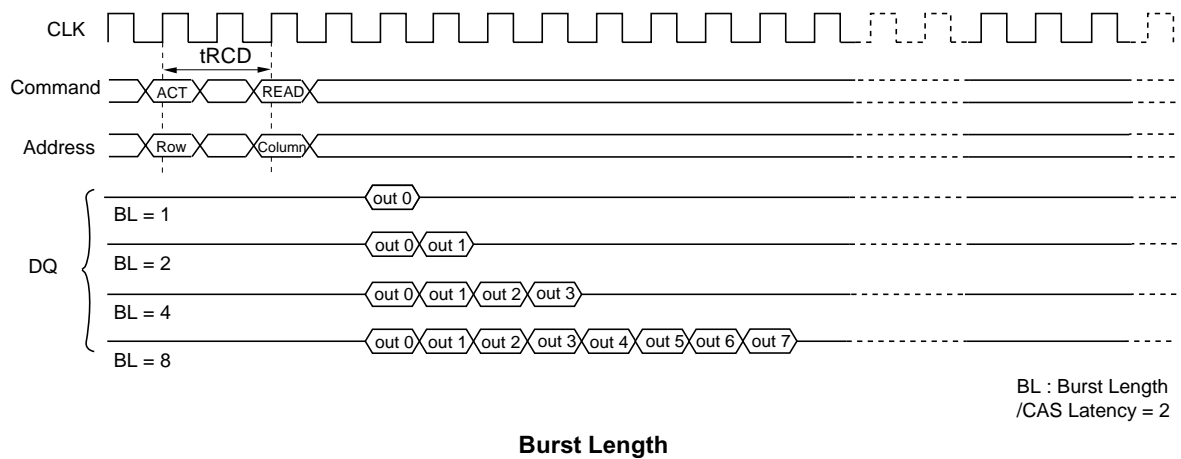 CLK
tRCD
Command ACT READ
Address Row Column
out 0
BL = 1
out 0 out 1
BL = 2
DQ
out 0 out 1 out 2 out 3
BL = 4
out 0 out 1 out 2 out 3 out 4 out 5 out 6 out 7
BL = 8
BL : Burst Length
/CAS Latency = 2
Burst Length